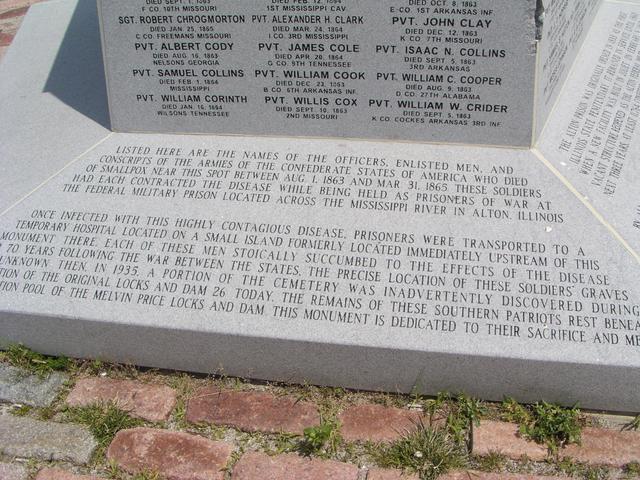 DIED SEPT. 1, 1863
F CO. 10TH MISSOURI
SGT. ROBERT CHROGMORTON
DIED JAN. 25, 1865
C CO. FREEMANS MISSOURI
PVT. ALBERT CODY
DIED AUG. 16, 1863
NELSONS GEORGIA
PVT. SAMUEL COLLINS
DIED FEB. 1, 1864
MISSISSIPPI
PVT. WILLIAM CORINTH
DIED JAN. 16, 1864
WILSONS TENNESSEE
DIED FEB. 12, 1864
1ST MISSISSIPPI CAV.
PVT. ALEXANDER H. CLARK
DIED MAR. 24, 1864
I CO. 3RD MISSISSIPPI
PVT. JAMES COLE
DIED APR. 20, 1864
G CO. 9TH TENNESSEE
PVT. WILLIAM COOK
DIED DEC. 23, 1863
B CO. 6TH ARKANSAS INF.
PVT. WILLIS COX
DIED SEPT. 10, 1863
2ND MISSOURI
DIED OCT. 8, 1863
E-CO. 1ST ARKANSAS INF.
PVT. JOHN CLAY
DIED DEC. 12, 1863
K CO. 7TH MISSOURI
PVT. ISAAC N. COLLINS
DIED SEPT. 5, 1863
3RD ARKANSAS
PVT. WILLIAM C. COOPER
DIED AUG. 9, 1863
D CO. 27TH ALABAMA
PVT. WILLIAM W. CRIDER
DIED SEPT. 5, 1863
K CO. COCKES ARKANSAS 3RD INF.
LISTED HERE ARE THE NAMES OF THE OFFICERS, ENLISTED MEN, AND
CONSCRIPTS OF THE ARMIES OF THE CONFEDERATE STATES OF AMERICA WHO DIED
OF SMALLPOX NEAR THIS SPOT BETWEEN AUG. 1, 1863 AND MAR. 31, 1865. THESE SOLDIERS
HAD EACH CONTRACTED THE DISEASE WHILE BEING HELD, AS PRISONERS OF WAR AT
THE FEDERAL MILITARY PRISON LOCATED ACROSS THE MISSISSIPPI RIVER IN ALTON, ILLINOIS
ONCE INFECTED WITH THIS HIGHLY CONTAGIOUS DISEASE, PRISONERS WERE TRANSPORTED TO A
TEMPORARY HOSPITAL LOCATED ON A SMALL ISLAND FORMERLY LOCATED IMMEDIATELY UPSTREAM OF THIS
MONUMENT. THERE, EACH OF THESE MEN STOICALLY SUCCUMBED TO THE EFFECTS OF THE DISEASE
70 YEARS FOLLOWING THE WAR BETWEEN THE STATES, THE PRECISE LOCATION OF THESE SOLDIERS' GRAVES
UNKNOWN. THEN, IN 1935, A PORTION OF THE CEMETERY WAS INADVERTENTLY DISCOVERED DURING
TION OF THE ORIGINAL LOCKS AND DAM 26. TODAY, THE REMAINS OF THESE SOUTHERN PATRIOTS REST BENEA
ION POOL OF THE MELVIN PRICE LOCKS AND DAM. THIS MONUMENT IS DEDICATED TO THEIR SACRIFICE AND ME